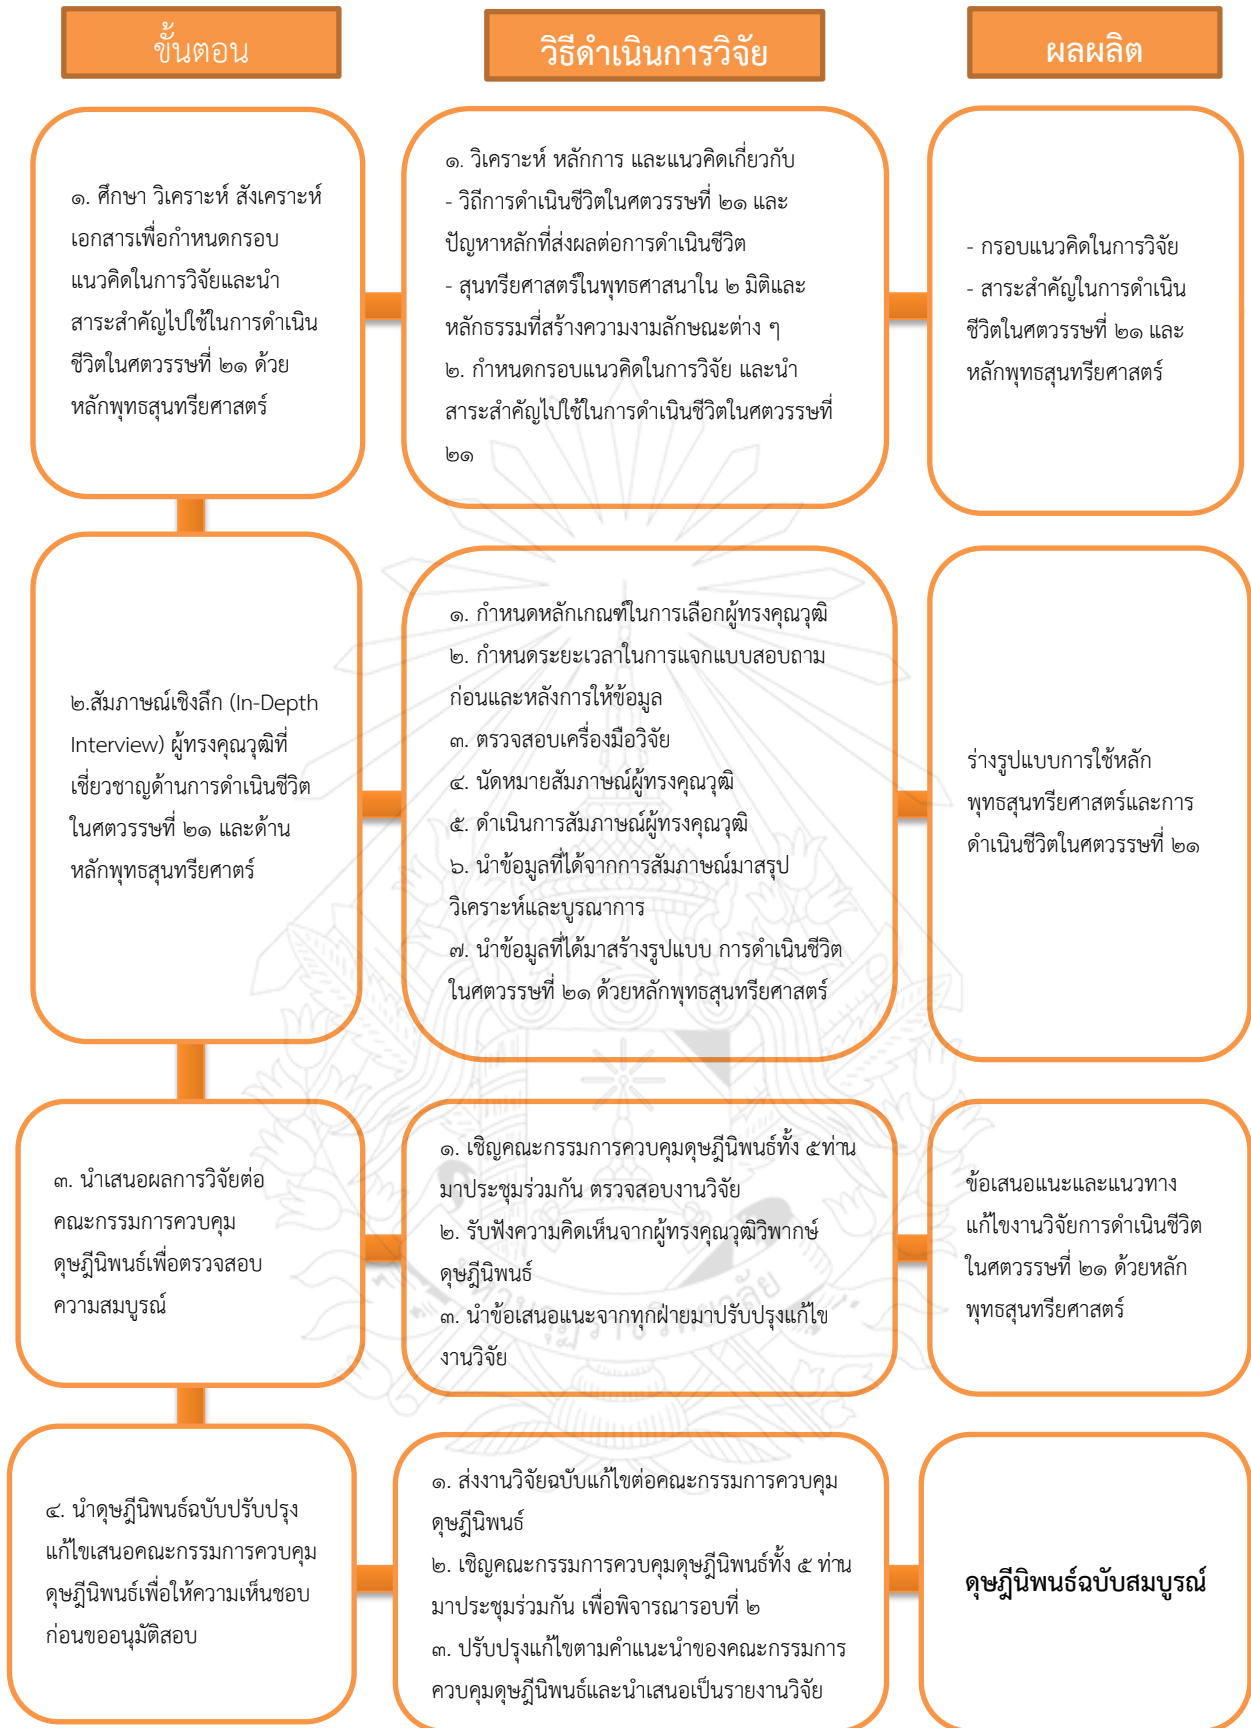 ขั้นตอน
วิธีดำเนินการวิจัย
ผลผลิต
๑. ศึกษา วิเคราะห์ สังเคราะห์
เอกสารเพื่อกำหนดกรอบ
แนวคิดในการวิจัยและนำ
สาระสำคัญไปใช้ในการดำเนิน
ชีวิตในศตวรรษที่ ๒๑ ด้วย
หลักพุทธสุนทรียศาสตร์
๑. วิเคราะห์ หลักการ และแนวคิดเกี่ยวกับ
- วิถีการดำเนินชีวิตในศตวรรษที่ ๒๑ และ
ปัญหาหลักที่ส่งผลต่อการดำเนินชีวิต
- สุนทรียศาสตร์ในพุทธศาสนาใน ๒ มิติและ
หลักธรรมที่สร้างความงามลักษณะต่าง ๆ
๒. กำหนดกรอบแนวคิดในการวิจัย และนำ
สาระสำคัญไปใช้ในการดำเนินชีวิตในศตวรรษที่
๒๑
- กรอบแนวคิดในการวิจัย
- สาระสำคัญในการดำเนิน
ชีวิตในศตวรรษที่ ๒๑ และ
หลักพุทธสุนทรียศาสตร์
๒.สัมภาษณ์เชิงลึก (In-Depth
Interview) ผู้ทรงคุณวุฒิที่
เชี่ยวชาญด้านการดำเนินชีวิต
ในศตวรรษที่ ๒๑ และด้าน
หลักพุทธสุนทรียศาตร์
๑. กำหนดหลักเกณฑ์ในการเลือกผู้ทรงคุณวุฒิ
๒. กำหนดระยะเวลาในการแจกแบบสอบถาม
ก่อนและหลังการให้ข้อมูล
๓. ตรวจสอบเครื่องมือวิจัย
๔. นัดหมายสัมภาษณ์ผู้ทรงคุณวุฒิ
๕. ดำเนินการสัมภาษณ์ผู้ทรงคุณวุฒิ
๖. นำข้อมูลที่ได้จากการสัมภาษณ์มาสรุป
วิเคราะห์และบูรณาการ
๗. นำข้อมูลที่ได้มาสร้างรูปแบบ การดำเนินชีวิต
ในศตวรรษที่ ๒๑ ด้วยหลักพุทธสุนทรียศาสตร์
ร่างรูปแบบการใช้หลัก
พุทธสุนทรียศาสตร์และการ
ดำเนินชีวิตในศตวรรษที่ ๒๑
๓. นำเสนอผลการวิจัยต่อ
คณะกรรมการควบคุม
ดุษฎีนิพนธ์เพื่อตรวจสอบ
ความสมบูรณ์
๑. เชิญคณะกรรมการควบคุมดุษฎีนิพนธ์ทั้ง ๕ท่าน
มาประชุมร่วมกัน ตรวจสอบงานวิจัย
๒. รับฟังความคิดเห็นจากผู้ทรงคุณวุฒิวิพากษ์
ดุษฎีนิพนธ์
๓. นำข้อเสนอแนะจากทุกฝ่ายมาปรับปรุงแก้ไข
งานวิจัย
ข้อเสนอแนะและแนวทาง
แก้ไขงานวิจัยการดำเนินชีวิต
ในศตวรรษที่ ๒๑ ด้วยหลัก
พุทธสุนทรียศาสตร์
๔. นำดุษฎีนิพนธ์ฉบับปรับปรุง
แก้ไขเสนอคณะกรรมการควบคุม
ดุษฎีนิพนธ์เพื่อให้ความเห็นชอบ
ก่อนขออนุมัติสอบ
๑. ส่งงานวิจัยฉบับแก้ไขต่อคณะกรรมการควบคุม
ดุษฎีนิพนธ์
๒. เชิญคณะกรรมการควบคุมดุษฎีนิพนธ์ทั้ง ๕ ท่าน
มาประชุมร่วมกัน เพื่อพิจารณารอบที่ ๒
๓. ปรับปรุงแก้ไขตามคำแนะนำของคณะกรรมการ
ควบคุมดุษฎีนิพนธ์และนำเสนอเป็นรายงานวิจัย
ดุษฎีนิพนธ์ฉบับสมบูรณ์